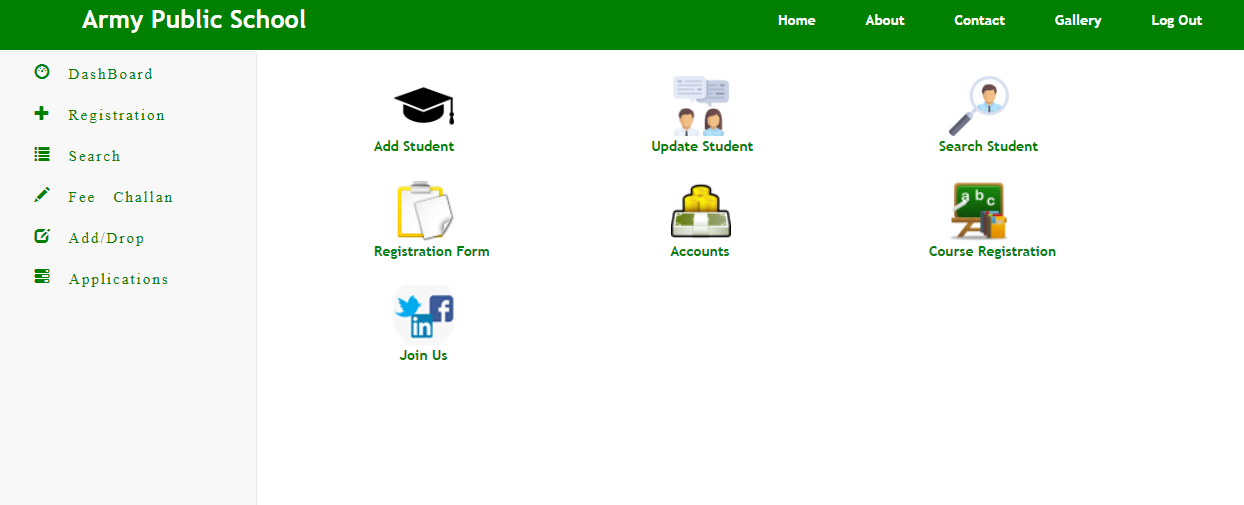 Army Public School
Home About Contact Gallery Log Out
DashBoard
Registration
Search
Fee Challan
Add/Drop
Applications
Add Student Update Student Search Student
a b c
Registration Form Accounts Course Registration
f
in
Join Us